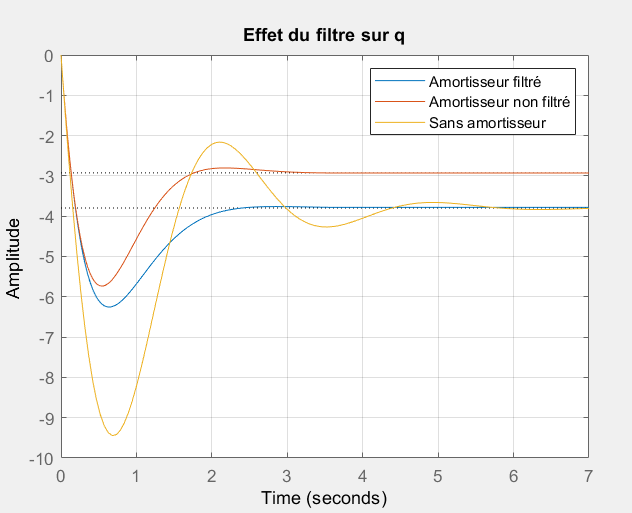 Effet du filtre sur q
Amortisseur filtré
Amortisseur non filtré
Sans amortisseur
Amplitude
0
-1
-2
-3
-4
-5
-6
-7
-8
-9
-10
0 1 2 3 4 5 6 7
Time (seconds)